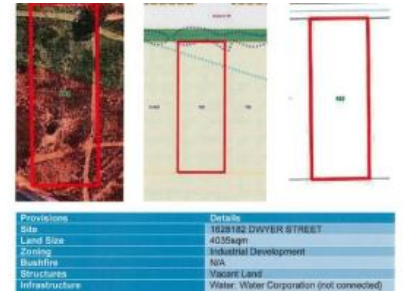 Provisions Details
Site 1628182 DWYER STREET
Land Size 4035sqm
Zoning Industrial Development
Bushfire N/A
Structures Vacant Land
Infrastructure Water: Water Corporation (not connected)